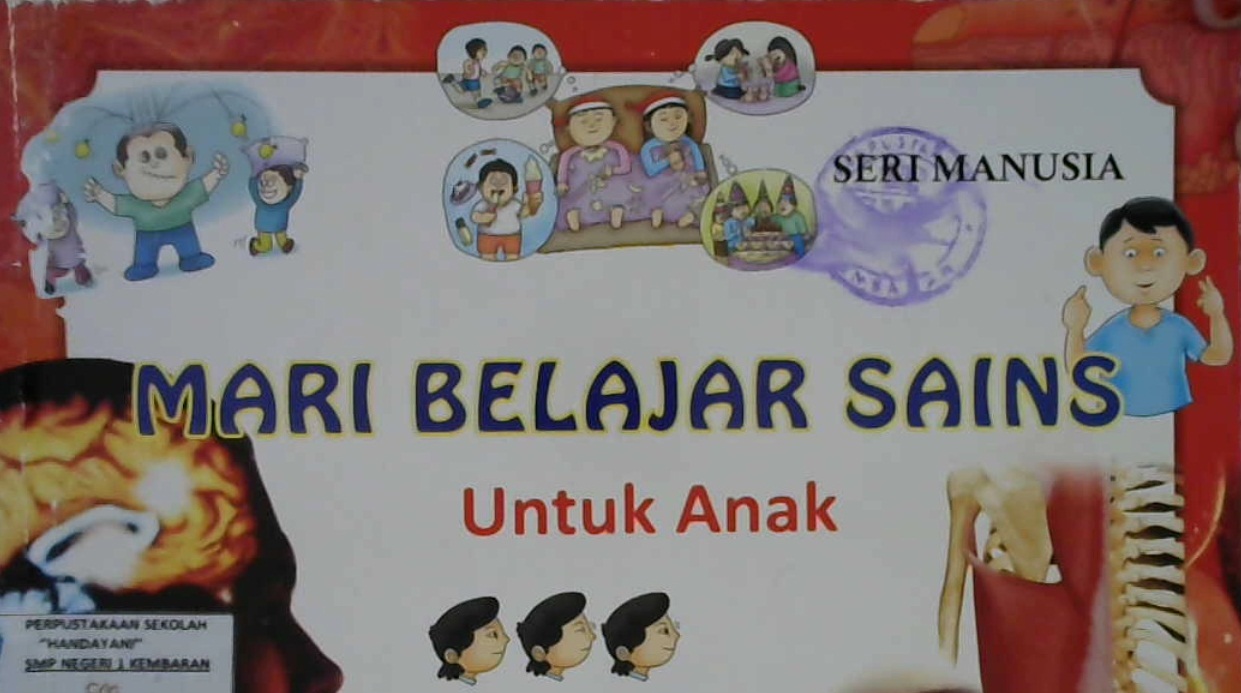 SERI MANUSIA
MARI BELAJAR SAINS
Untuk Anak
PERPUSTAKAAN SEKOLAH
"HANDAYANI"
SMP NEGERI 1 KEMBARAN